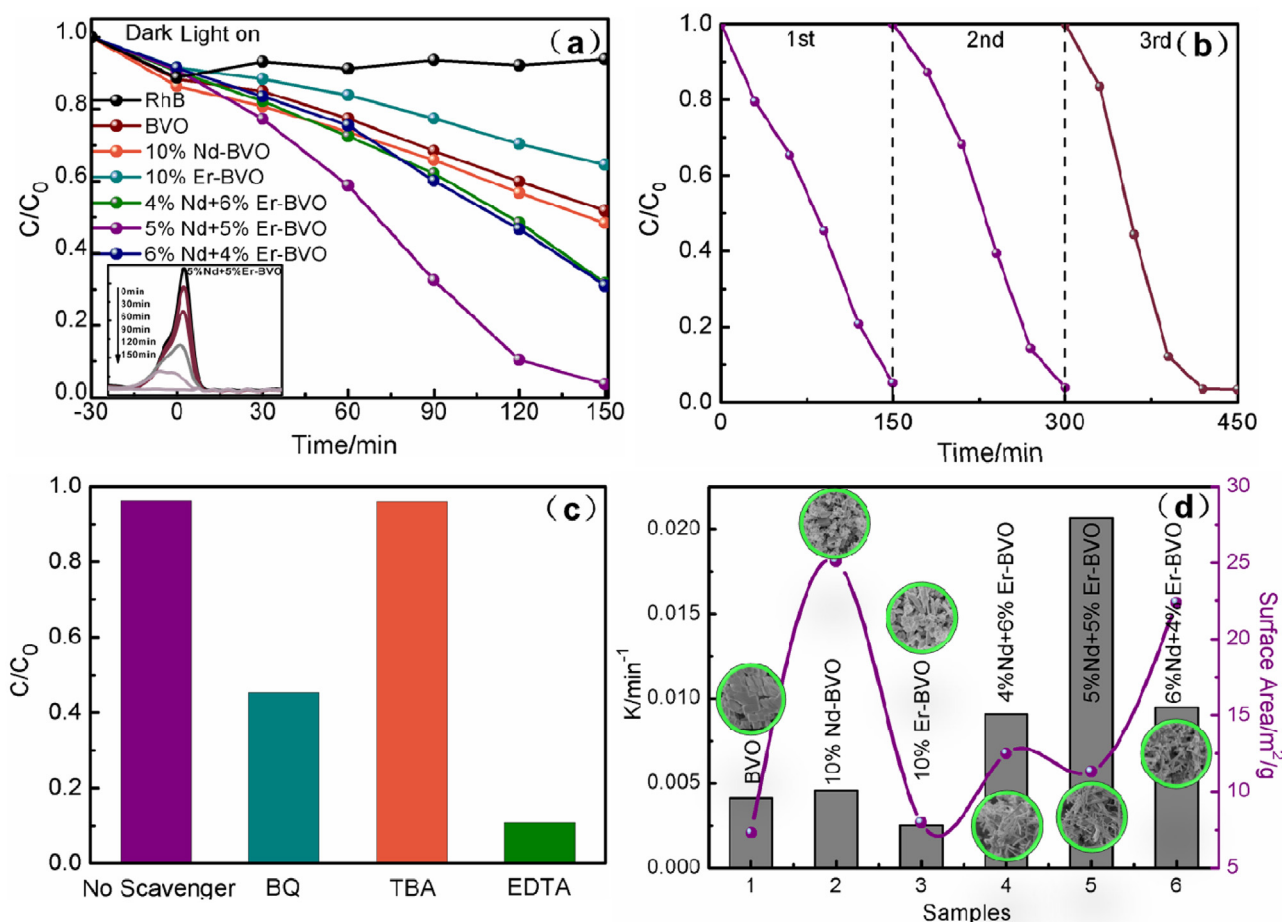 Dark Light on
(a)
RhB
BVO
10% Nd-BVO
10% Er-BVO
4% Nd+6% Er-BVO
5% Nd+5% Er-BVO
6% Nd+4% Er-BVO
5%Nd+5%Er-BVO
0min
30min
60min
90min
120min
150min
C/C0
1.0
0.8
0.6
0.4
0.2
0.0
-30 0 30 60 90 120 150
Time/min
1st
2nd
3rd
(b)
C/C0
1.0
0.8
0.6
0.4
0.2
0.0
0 150 300 450
Time/min
(c)
C/C0
1.0
0.8
0.6
0.4
0.2
0.0
No Scavenger BQ TBA EDTA
(d)
K/min⁻¹
0.020
0.015
0.010
0.005
0.000
BVO
10% Nd-BVO
10% Er-BVO
4%Nd+6% Er-BVO
5%Nd+5% Er-BVO
6%Nd+4% Er-BVO
30
25
20
15
10
5
Surface Area/m²/g
1 2 3 4 5 6
Samples